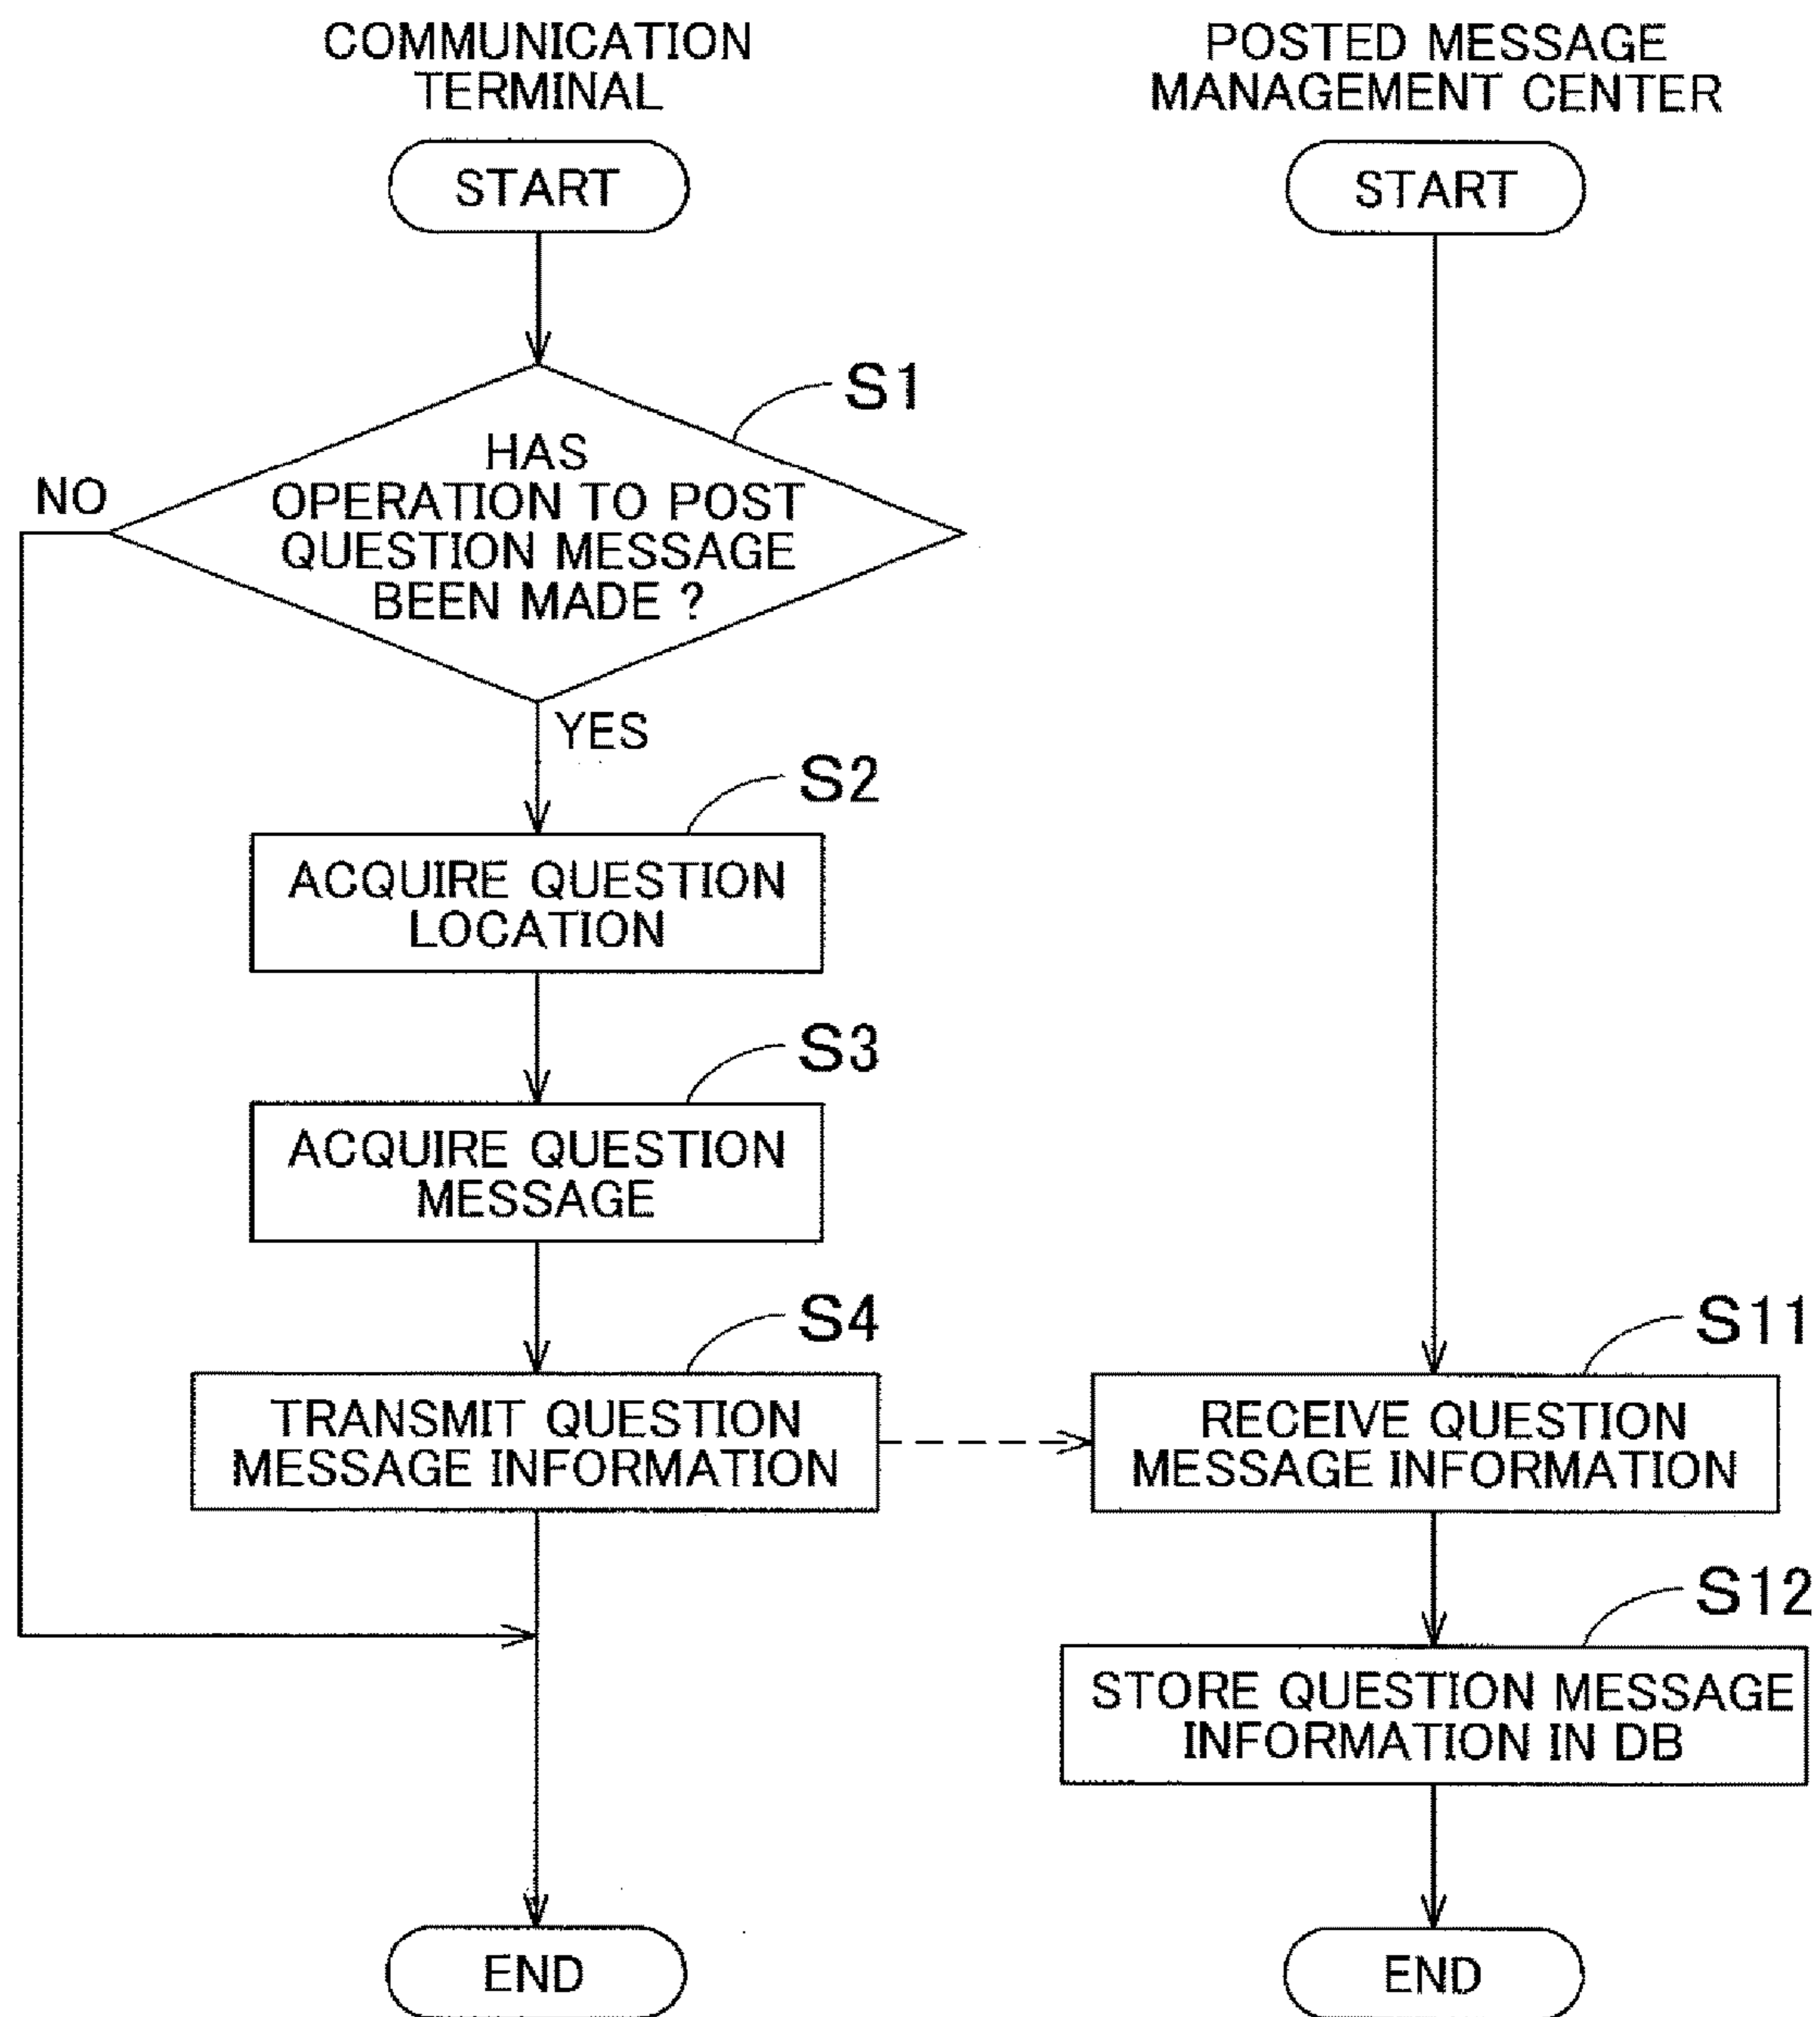 COMMUNICATION
TERMINAL
START
S1
HAS
OPERATION TO POST
QUESTION MESSAGE
BEEN MADE ?
NO
YES
S2
ACQUIRE QUESTION
LOCATION
S3
ACQUIRE QUESTION
MESSAGE
S4
TRANSMIT QUESTION
MESSAGE INFORMATION
END
POSTED MESSAGE
MANAGEMENT CENTER
START
S11
RECEIVE QUESTION
MESSAGE INFORMATION
S12
STORE QUESTION MESSAGE
INFORMATION IN DB
END